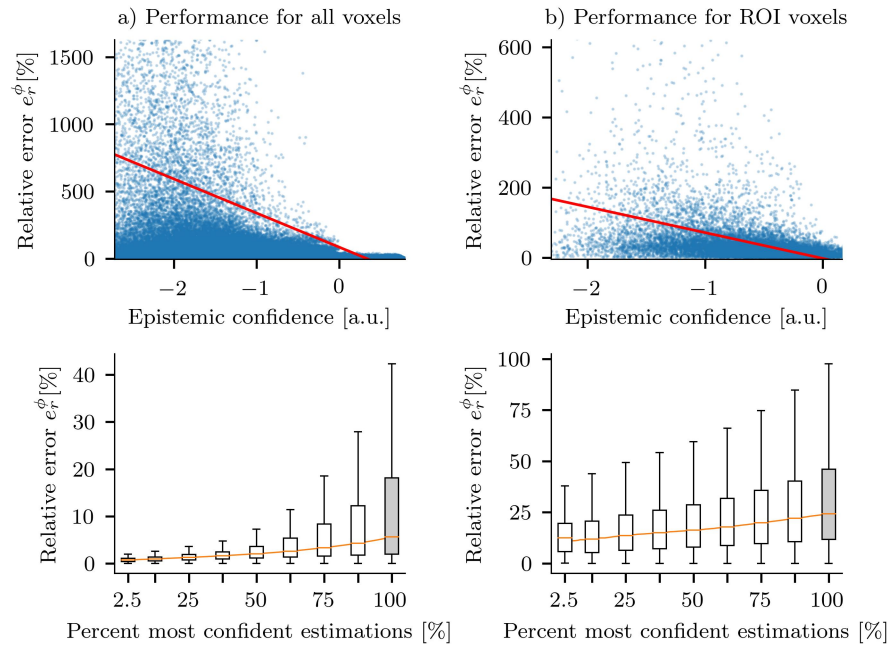 a) Performance for all voxels
Relative error e_r^ϕ [%]
1500
1000
500
0
−2
−1
0
Epistemic confidence [a.u.]
b) Performance for ROI voxels
Relative error e_r^ϕ [%]
600
400
200
0
−2
−1
0
Epistemic confidence [a.u.]
Relative error e_r^ϕ [%]
40
30
20
10
0
2.5 25 50 75 100
Percent most confident estimations [%]
Relative error e_r^ϕ [%]
100
75
50
25
0
2.5 25 50 75 100
Percent most confident estimations [%]